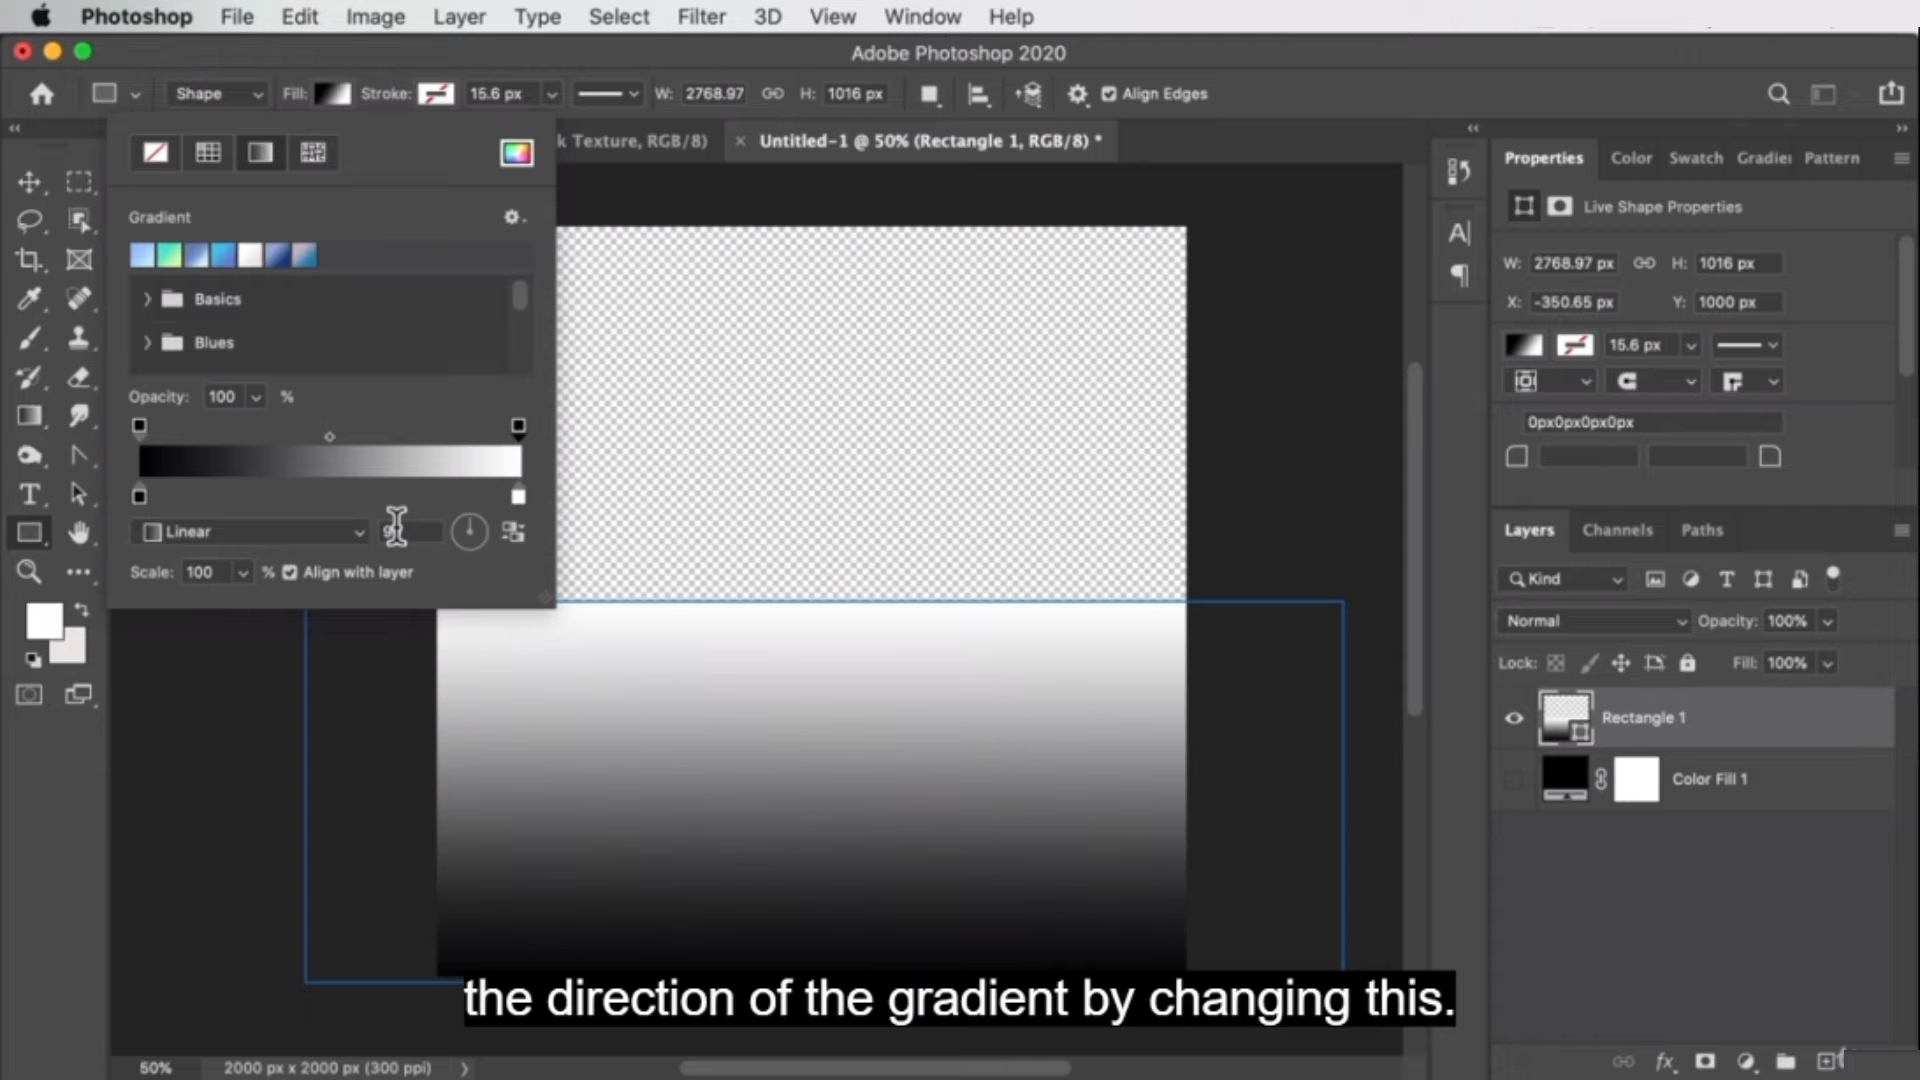 Photoshop File Edit Image Layer Type Select Filter 3D View Window Help
Adobe Photoshop 2020
Shape Fill: Stroke: 15.6 px W: 2768.97 H: 1016 px Align Edges
k Texture, RGB/8) × Untitled-1 @ 50% (Rectangle 1, RGB/8) *
Properties Color Swatch Gradie Pattern
Live Shape Properties
Gradient
W: 2768.97 px H: 1016 px
Basics
X: -350.65 px Y: 1000 px
Blues
15.6 px
Opacity: 100 %
0px0px0px0px
Linear
Scale: 100 % Align with layer
Layers Channels Paths
Kind
Normal Opacity: 100%
Lock: Fill: 100%
Rectangle 1
Color Fill 1
the direction of the gradient by changing this.
50% 2000 px x 2000 px (300 ppi)
fx